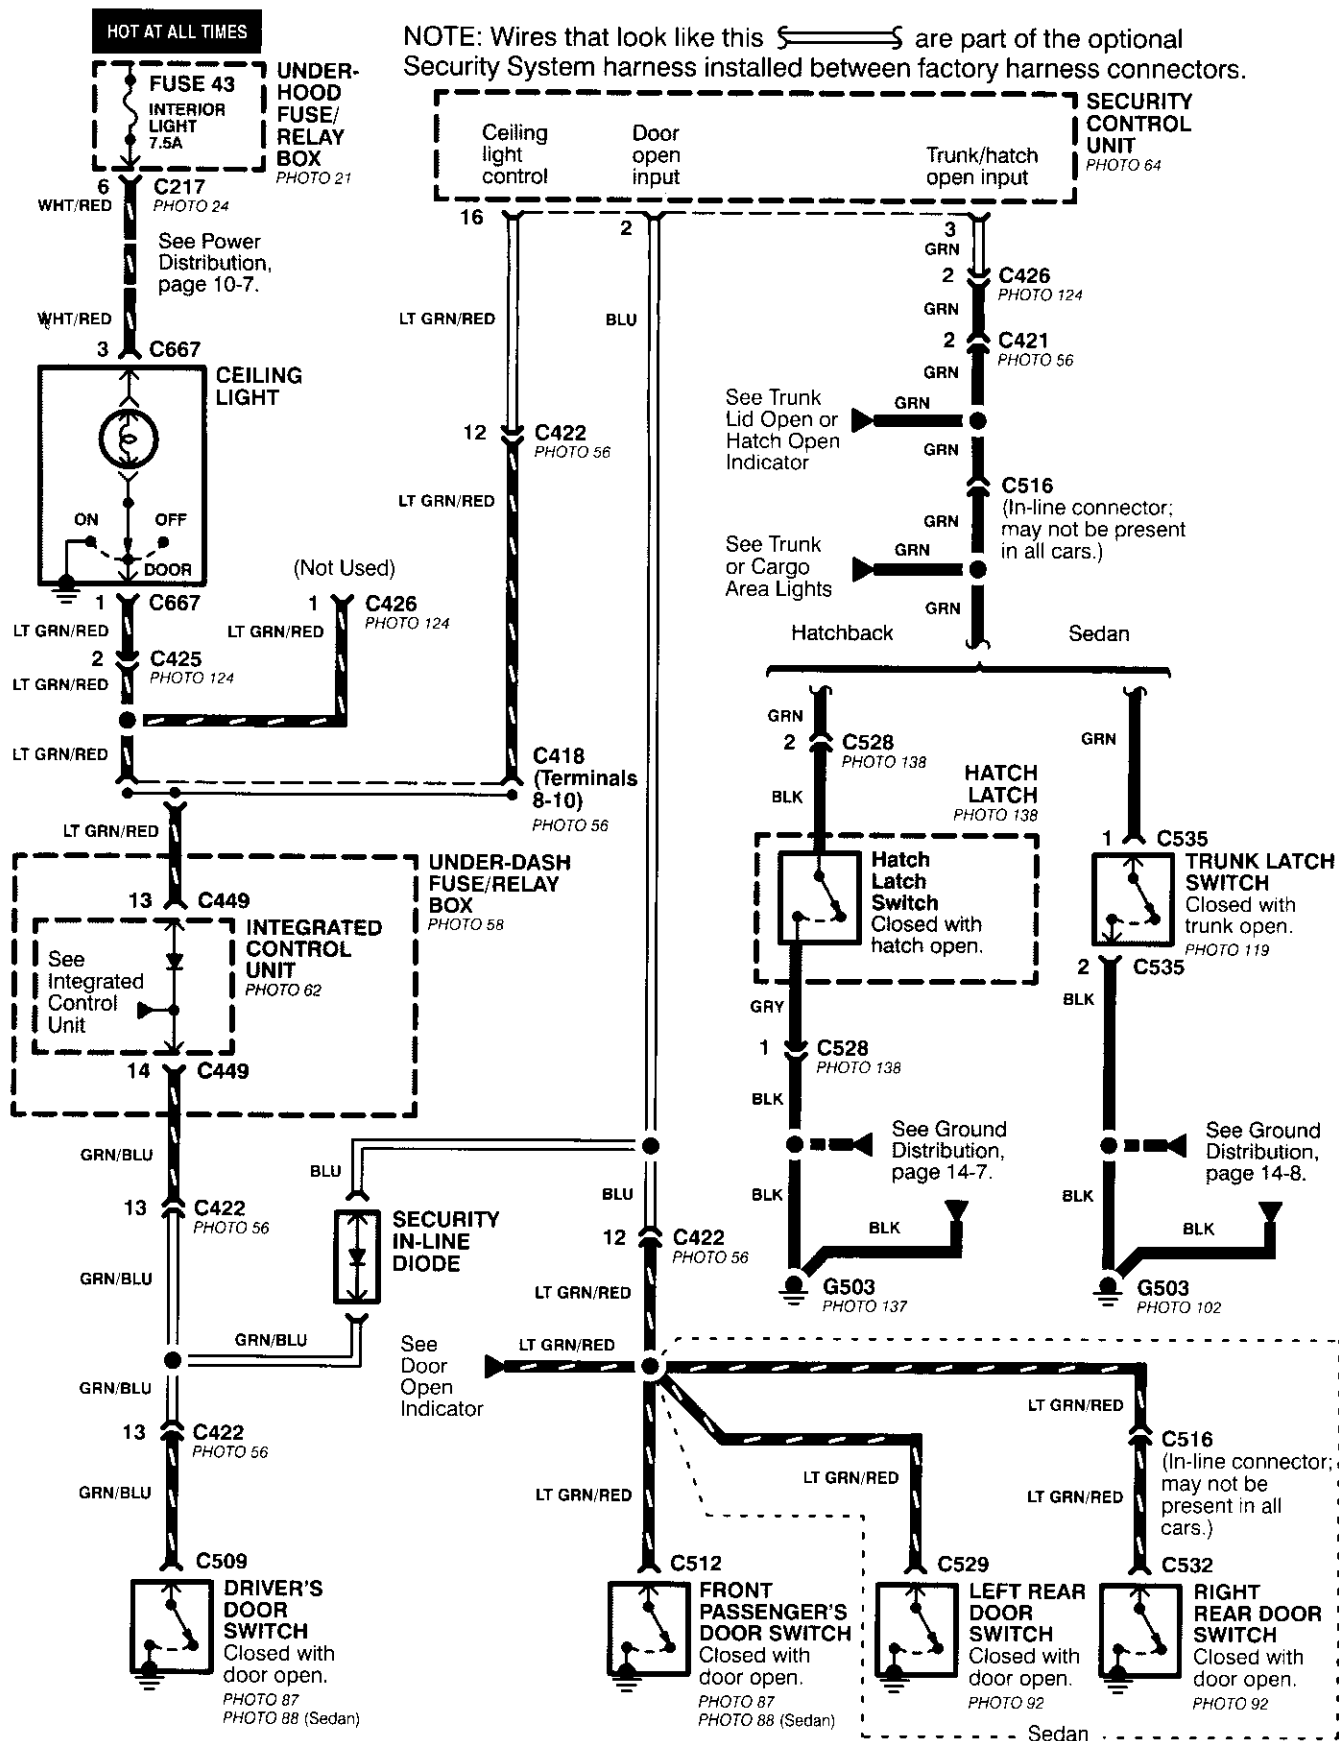 HOT AT ALL TIMES
NOTE: Wires that look like this are part of the optional
Security System harness installed between factory harness connectors.
FUSE 43
INTERIOR
LIGHT
7.5A
UNDER-
HOOD
FUSE/
RELAY
BOX
PHOTO 21
Ceiling
light
control
Door
open
input
Trunk/hatch
open input
SECURITY
CONTROL
UNIT
PHOTO 64
6
C217
PHOTO 24
WHT/RED
See Power
Distribution,
page 10-7.
WHT/RED
3
C667
CEILING
LIGHT
ON
OFF
DOOR
1
C667
LT GRN/RED
2
C425
PHOTO 124
LT GRN/RED
LT GRN/RED
(Not Used)
1
C426
PHOTO 124
LT GRN/RED
16
LT GRN/RED
12
C422
PHOTO 56
LT GRN/RED
C418
(Terminals
8-10)
PHOTO 56
2
BLU
3
GRN
2
C426
PHOTO 124
GRN
2
C421
PHOTO 56
GRN
See Trunk
Lid Open or
Hatch Open
Indicator
GRN
GRN
C516
(In-line connector;
may not be present
in all cars.)
GRN
See Trunk
or Cargo
Area Lights
GRN
GRN
Hatchback
Sedan
GRN
2
C528
PHOTO 138
BLK
HATCH
LATCH
PHOTO 138
Hatch
Latch
Switch
Closed with
hatch open.
GRY
1
C528
PHOTO 138
BLK
See Ground
Distribution,
page 14-7.
BLK
BLK
G503
PHOTO 137
GRN
1
C535
TRUNK LATCH
SWITCH
Closed with
trunk open.
PHOTO 119
2
C535
BLK
See Ground
Distribution,
page 14-8.
BLK
BLK
G503
PHOTO 102
LT GRN/RED
UNDER-DASH
FUSE/RELAY
BOX
PHOTO 58
13
C449
INTEGRATED
CONTROL
UNIT
PHOTO 62
See
Integrated
Control
Unit
14
C449
GRN/BLU
13
C422
PHOTO 56
GRN/BLU
BLU
SECURITY
IN-LINE
DIODE
GRN/BLU
GRN/BLU
13
C422
PHOTO 56
GRN/BLU
C509
DRIVER'S
DOOR
SWITCH
Closed with
door open.
PHOTO 87
PHOTO 88 (Sedan)
BLU
12
C422
PHOTO 56
LT GRN/RED
See
Door
Open
Indicator
LT GRN/RED
LT GRN/RED
C512
FRONT
PASSENGER'S
DOOR SWITCH
Closed with
door open.
PHOTO 87
PHOTO 88 (Sedan)
LT GRN/RED
C529
LEFT REAR
DOOR
SWITCH
Closed with
door open.
PHOTO 92
LT GRN/RED
C516
(In-line connector;
may not be
present in all
cars.)
LT GRN/RED
C532
RIGHT
REAR DOOR
SWITCH
Closed with
door open.
PHOTO 92
Sedan